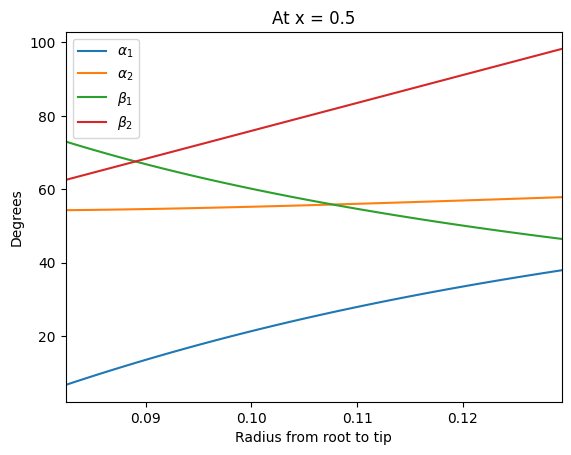 At x = 0.5
α₁
α₂
β₁
β₂
Degrees
100
80
60
40
20
0.09 0.10 0.11 0.12
Radius from root to tip